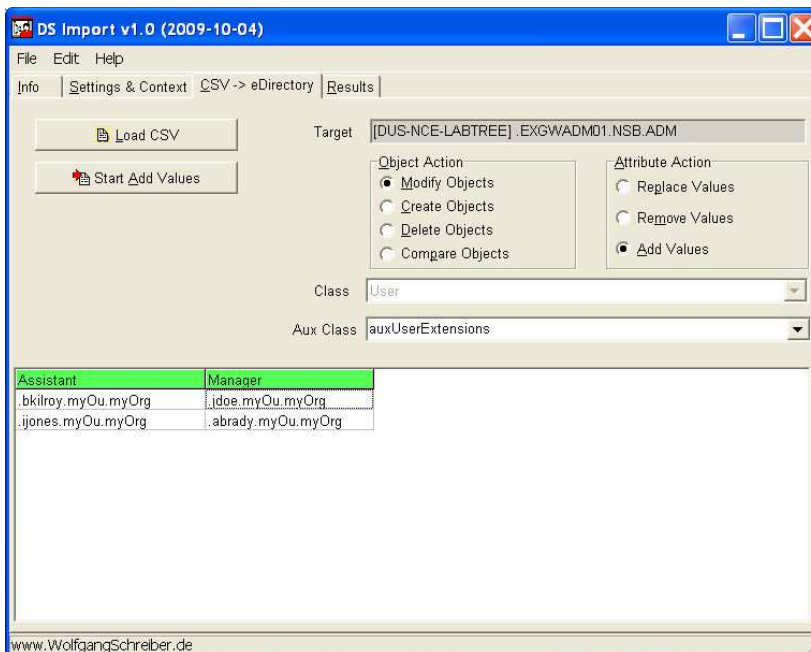 DS Import v1.0 (2009-10-04)
File Edit Help
Info Settings & Context CSV -> eDirectory Results
Load CSV
Target [DUS-NCE-LABTREE] .EXGWADM01.NSB.ADM
Start Add Values
Object Action
Modify Objects
Create Objects
Delete Objects
Compare Objects
Attribute Action
Replace Values
Remove Values
Add Values
Class User
Aux Class auxUserExtensions
Assistant Manager
.bkilroy.myOu.myOrg .jdoe.myOu.myOrg
.ijones.myOu.myOrg .abrady.myOu.myOrg
www.WolfgangSchreiber.de